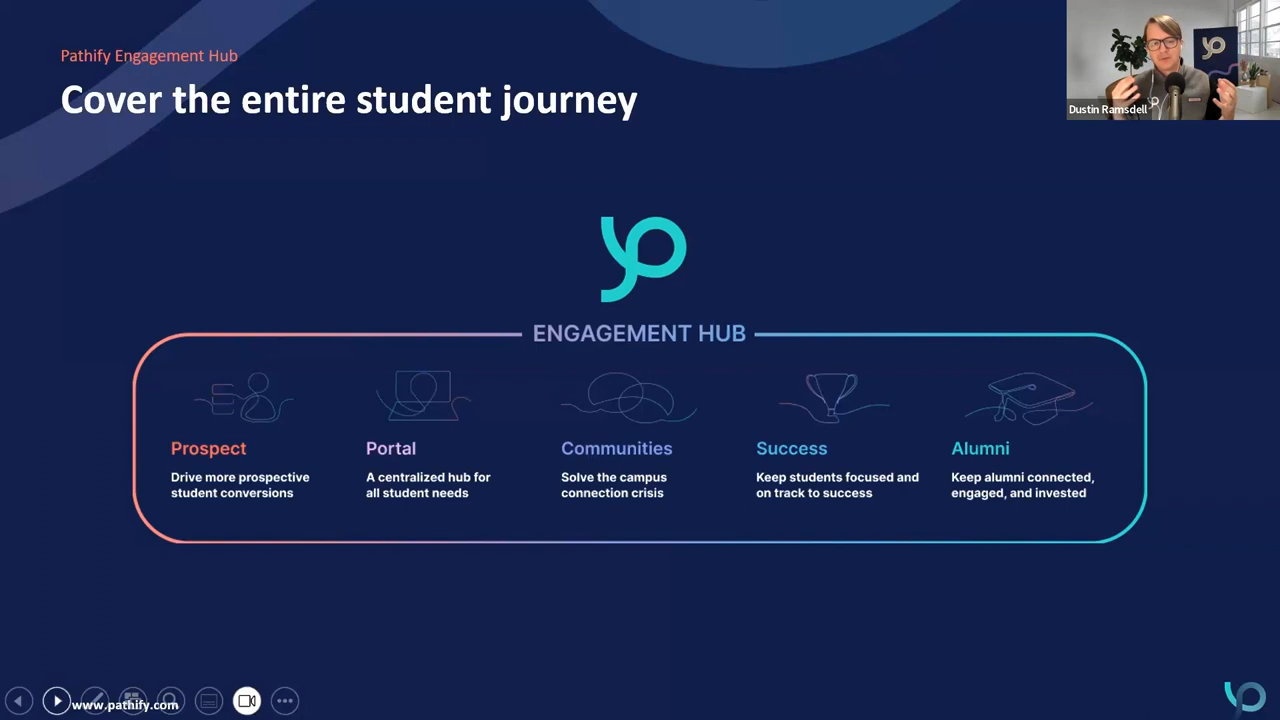 Pathify Engagement Hub
Cover the entire student journey
Dustin Ramsdell
ENGAGEMENT HUB
Prospect
Drive more prospective
student conversions
Portal
A centralized hub for
all student needs
Communities
Solve the campus
connection crisis
Success
Keep students focused and
on track to success
Alumni
Keep alumni connected,
engaged, and invested
www.pathify.com